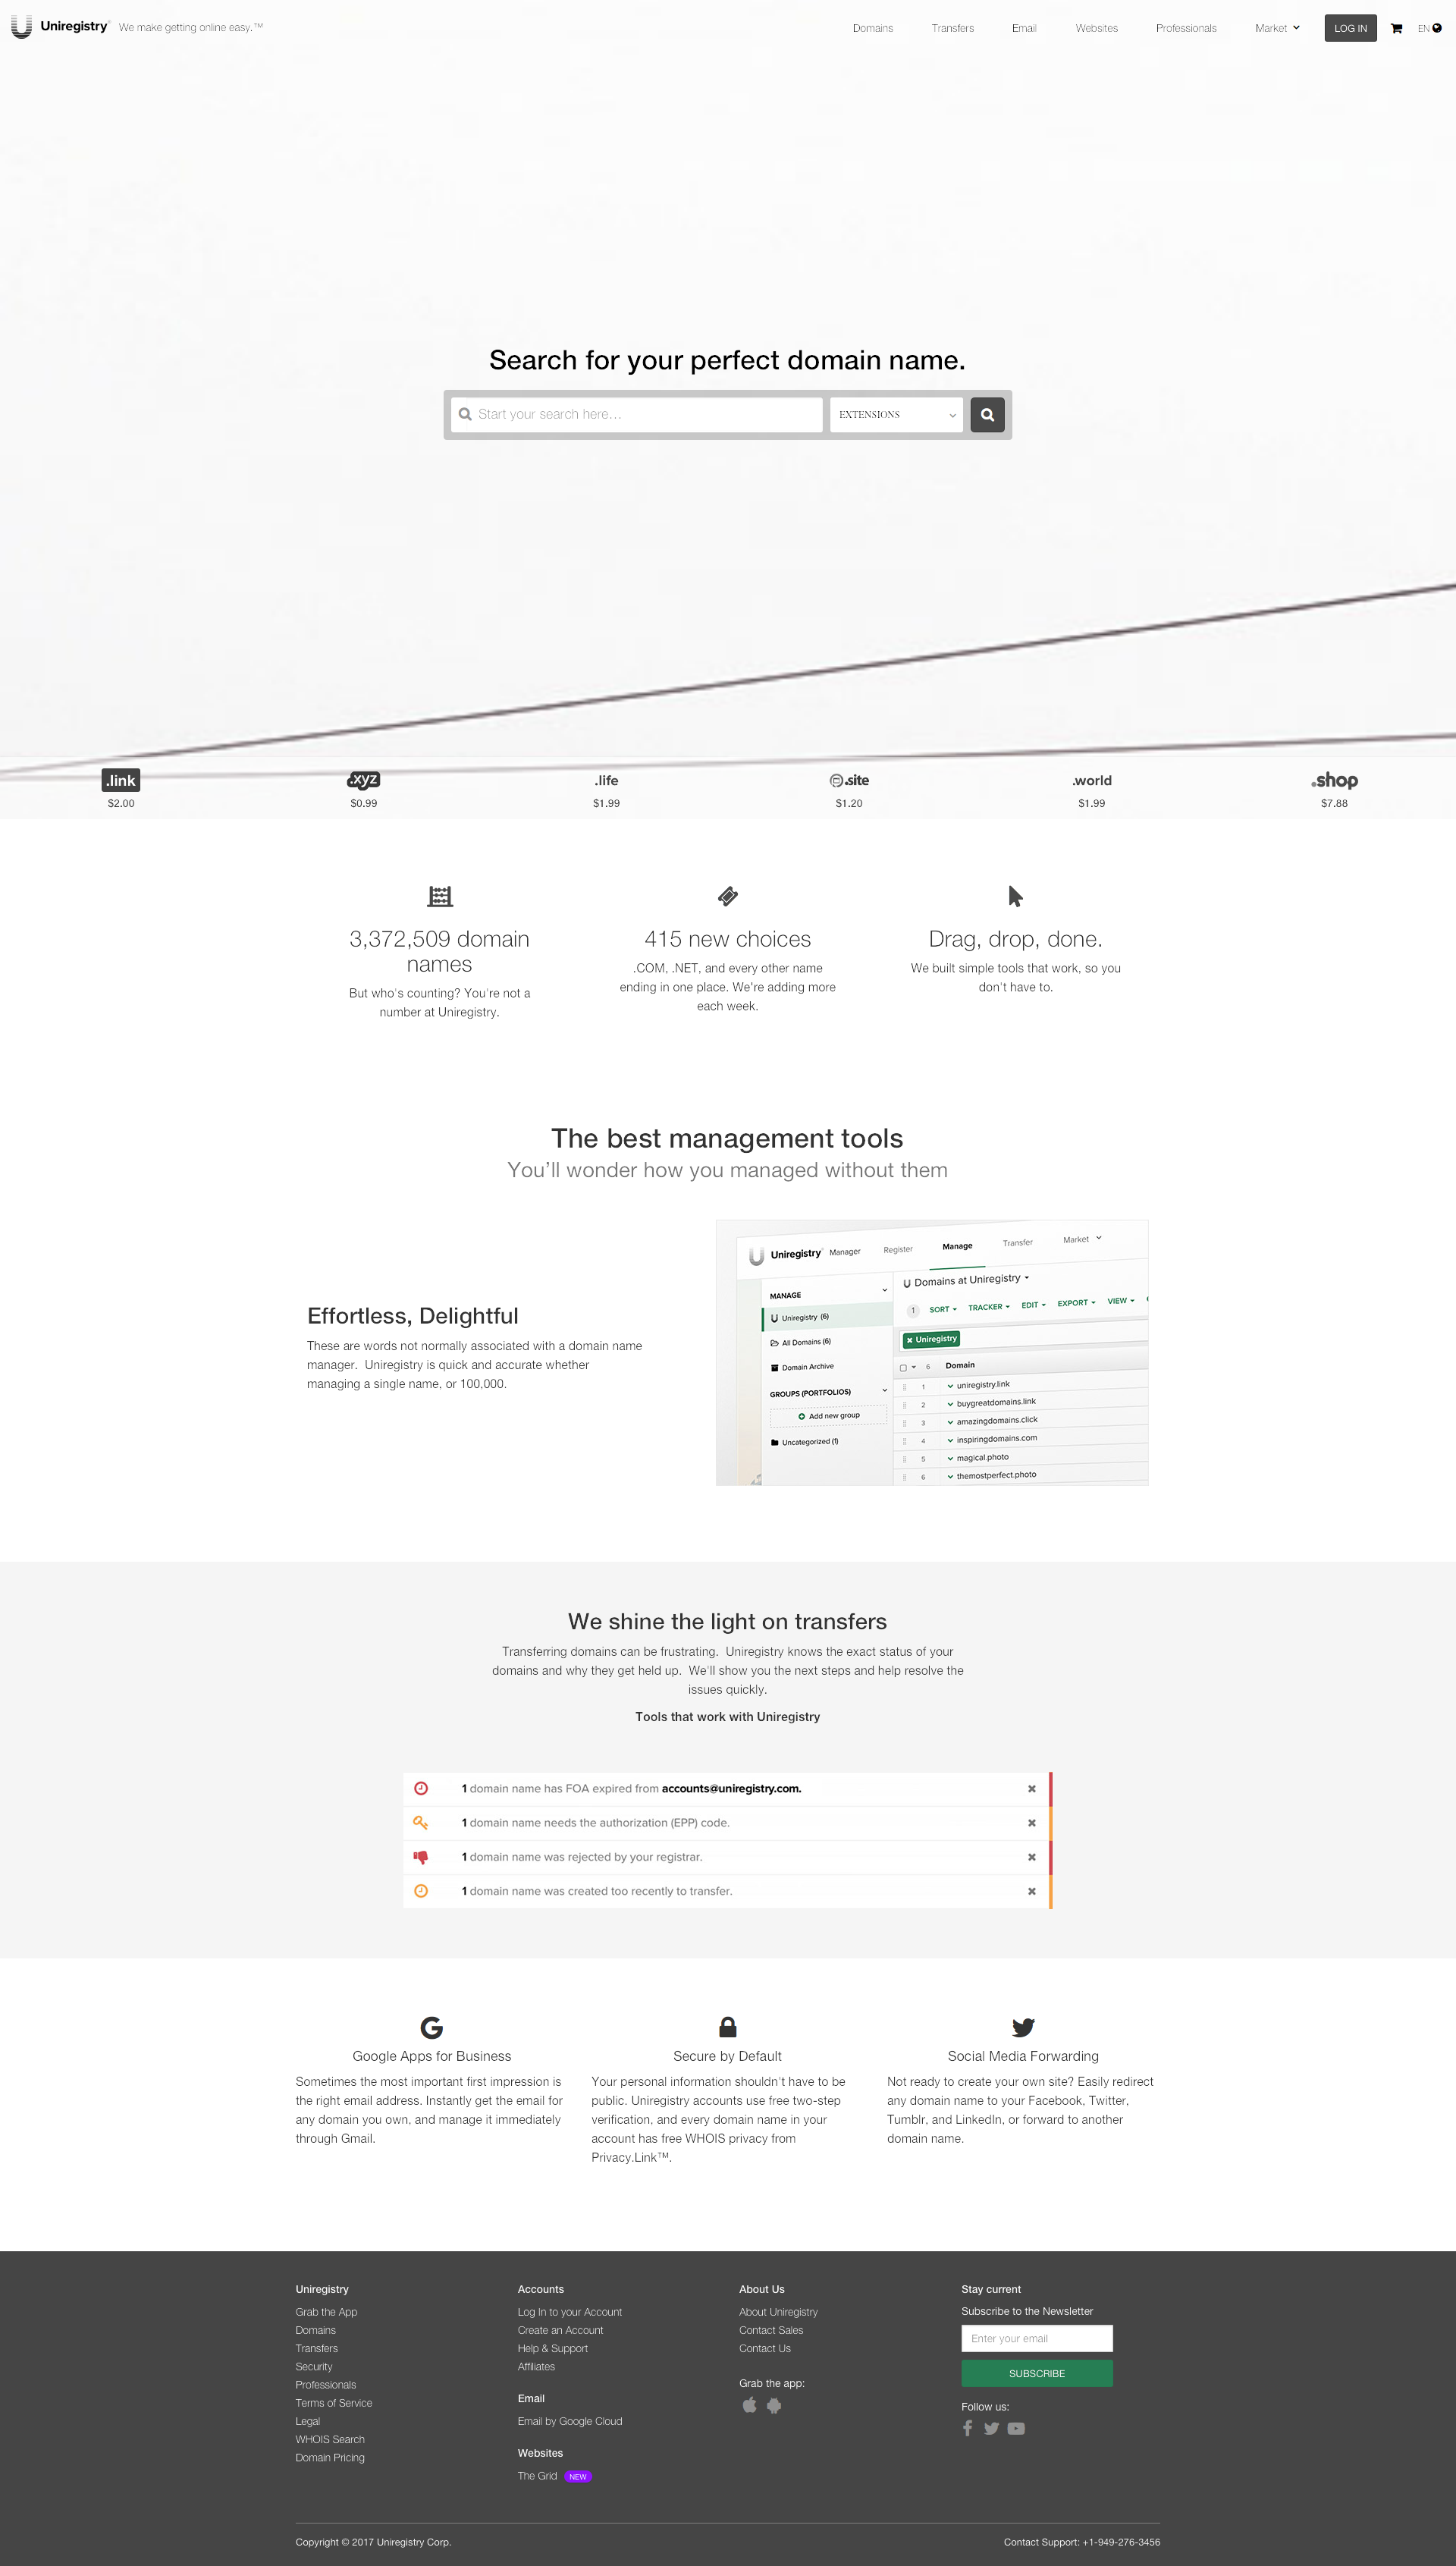 Uniregistry
We make getting online easy.™
Domains
Transfers
Email
Websites
Professionals
Market
LOG IN
EN
Search for your perfect domain name.
Start your search here...
EXTENSIONS
.link
.xyz
.life
.site
.world
.shop
$2.00
$0.99
$1.99
$1.20
$1.99
$7.88
3,372,509 domain
names
But who's counting? You're not a
number at Uniregistry.
415 new choices
.COM, .NET, and every other name
ending in one place. We're adding more
each week.
Drag, drop, done.
We built simple tools that work, so you
don't have to.
The best management tools
You'll wonder how you managed without them
Effortless, Delightful
These are words not normally associated with a domain name
manager.  Uniregistry is quick and accurate whether
managing a single name, or 100,000.
Uniregistry Manager
Register
Manage
Transfer
Market
MANAGE
Uniregistry (6)
All Domains (6)
Domain Archive
GROUPS (PORTFOLIOS)
Add new group
Uncategorized (1)
Domains at Uniregistry
1 SORT TRACKER EDIT EXPORT VIEW
Uniregistry
6 Domain
1 uniregistry.link
2 buygreatdomains.link
3 amazingdomains.click
4 inspiringdomains.com
5 magical.photo
6 themostperfect.photo
We shine the light on transfers
Transferring domains can be frustrating.  Uniregistry knows the exact status of your
domains and why they get held up.  We'll show you the next steps and help resolve the
issues quickly.
Tools that work with Uniregistry
1 domain name has FOA expired from accounts@uniregistry.com.
1 domain name needs the authorization (EPP) code.
1 domain name was rejected by your registrar.
1 domain name was created too recently to transfer.
Google Apps for Business
Sometimes the most important first impression is
the right email address. Instantly get the email for
any domain you own, and manage it immediately
through Gmail.
Secure by Default
Your personal information shouldn't have to be
public. Uniregistry accounts use free two-step
verification, and every domain name in your
account has free WHOIS privacy from
Privacy.Link™.
Social Media Forwarding
Not ready to create your own site? Easily redirect
any domain name to your Facebook, Twitter,
Tumblr, and LinkedIn, or forward to another
domain name.
Uniregistry
Grab the App
Domains
Transfers
Security
Professionals
Terms of Service
Legal
WHOIS Search
Domain Pricing
Accounts
Log In to your Account
Create an Account
Help & Support
Affiliates
Email
Email by Google Cloud
Websites
The Grid NEW
About Us
About Uniregistry
Contact Sales
Contact Us
Grab the app:
Stay current
Subscribe to the Newsletter
Enter your email
SUBSCRIBE
Follow us:
Copyright © 2017 Uniregistry Corp.
Contact Support: +1-949-276-3456